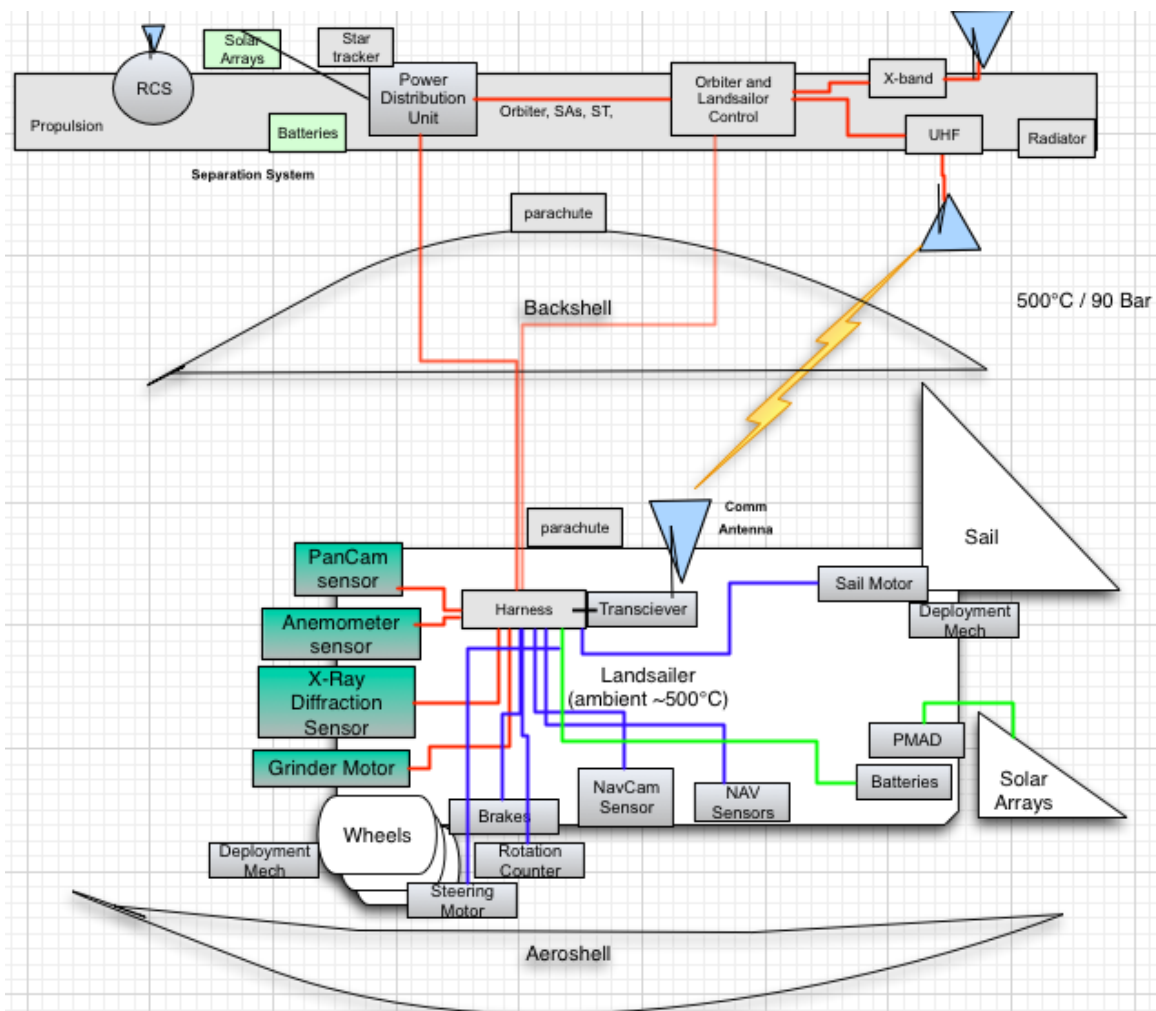 Solar
Arrays
Star
tracker
RCS
Power
Distribution
Unit
Orbiter and
Landsailor
Control
X-band
Orbiter, SAs, ST,
Propulsion
Batteries
UHF
Radiator
Separation System
parachute
Backshell
500°C / 90 Bar
Comm
Antenna
parachute
Sail
PanCam
sensor
Sail Motor
Harness
Transciever
Deployment
Mech
Anemometer
sensor
Landsailer
(ambient ~500°C)
X-Ray
Diffraction
Sensor
PMAD
Grinder Motor
Batteries
Solar
Arrays
NavCam
Sensor
NAV
Sensors
Brakes
Wheels
Deployment
Mech
Rotation
Counter
Steering
Motor
Aeroshell